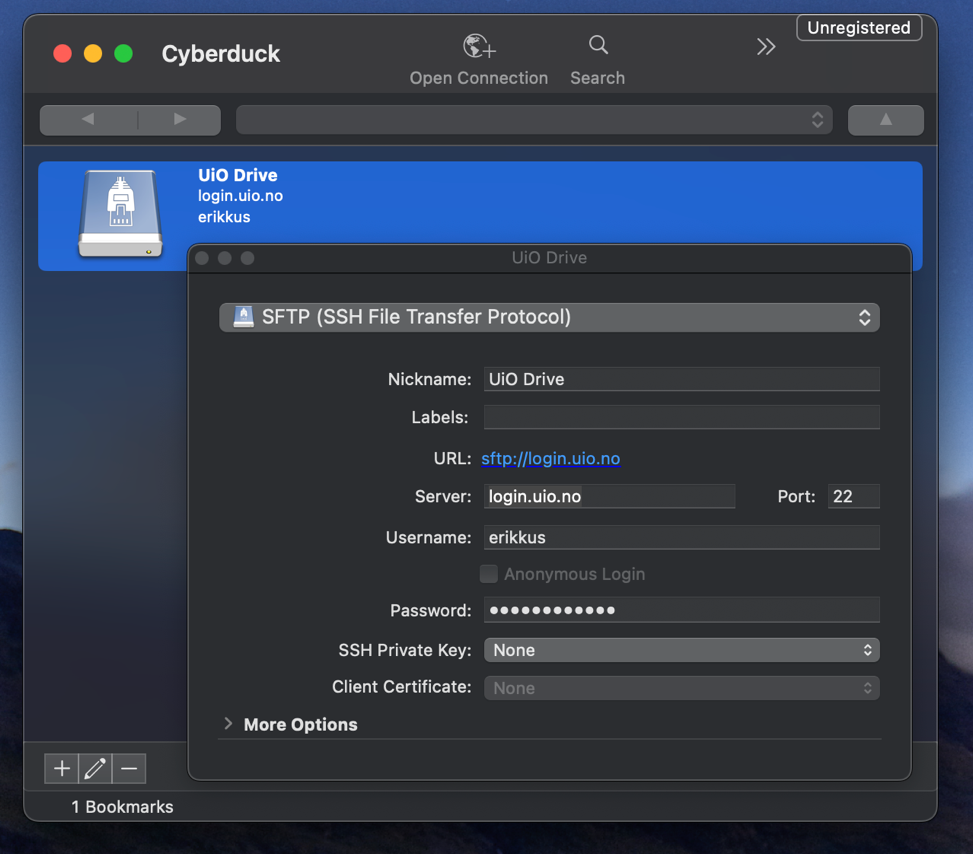 Unregistered
Cyberduck
Open Connection
Search
UiO Drive
login.uio.no
erikkus
UiO Drive
SFTP (SSH File Transfer Protocol)
Nickname: UiO Drive
Labels:
URL: sftp://login.uio.no
Server: login.uio.no Port: 22
Username: erikkus
Anonymous Login
Password: ••••••••••••
SSH Private Key: None
Client Certificate: None
More Options
1 Bookmarks